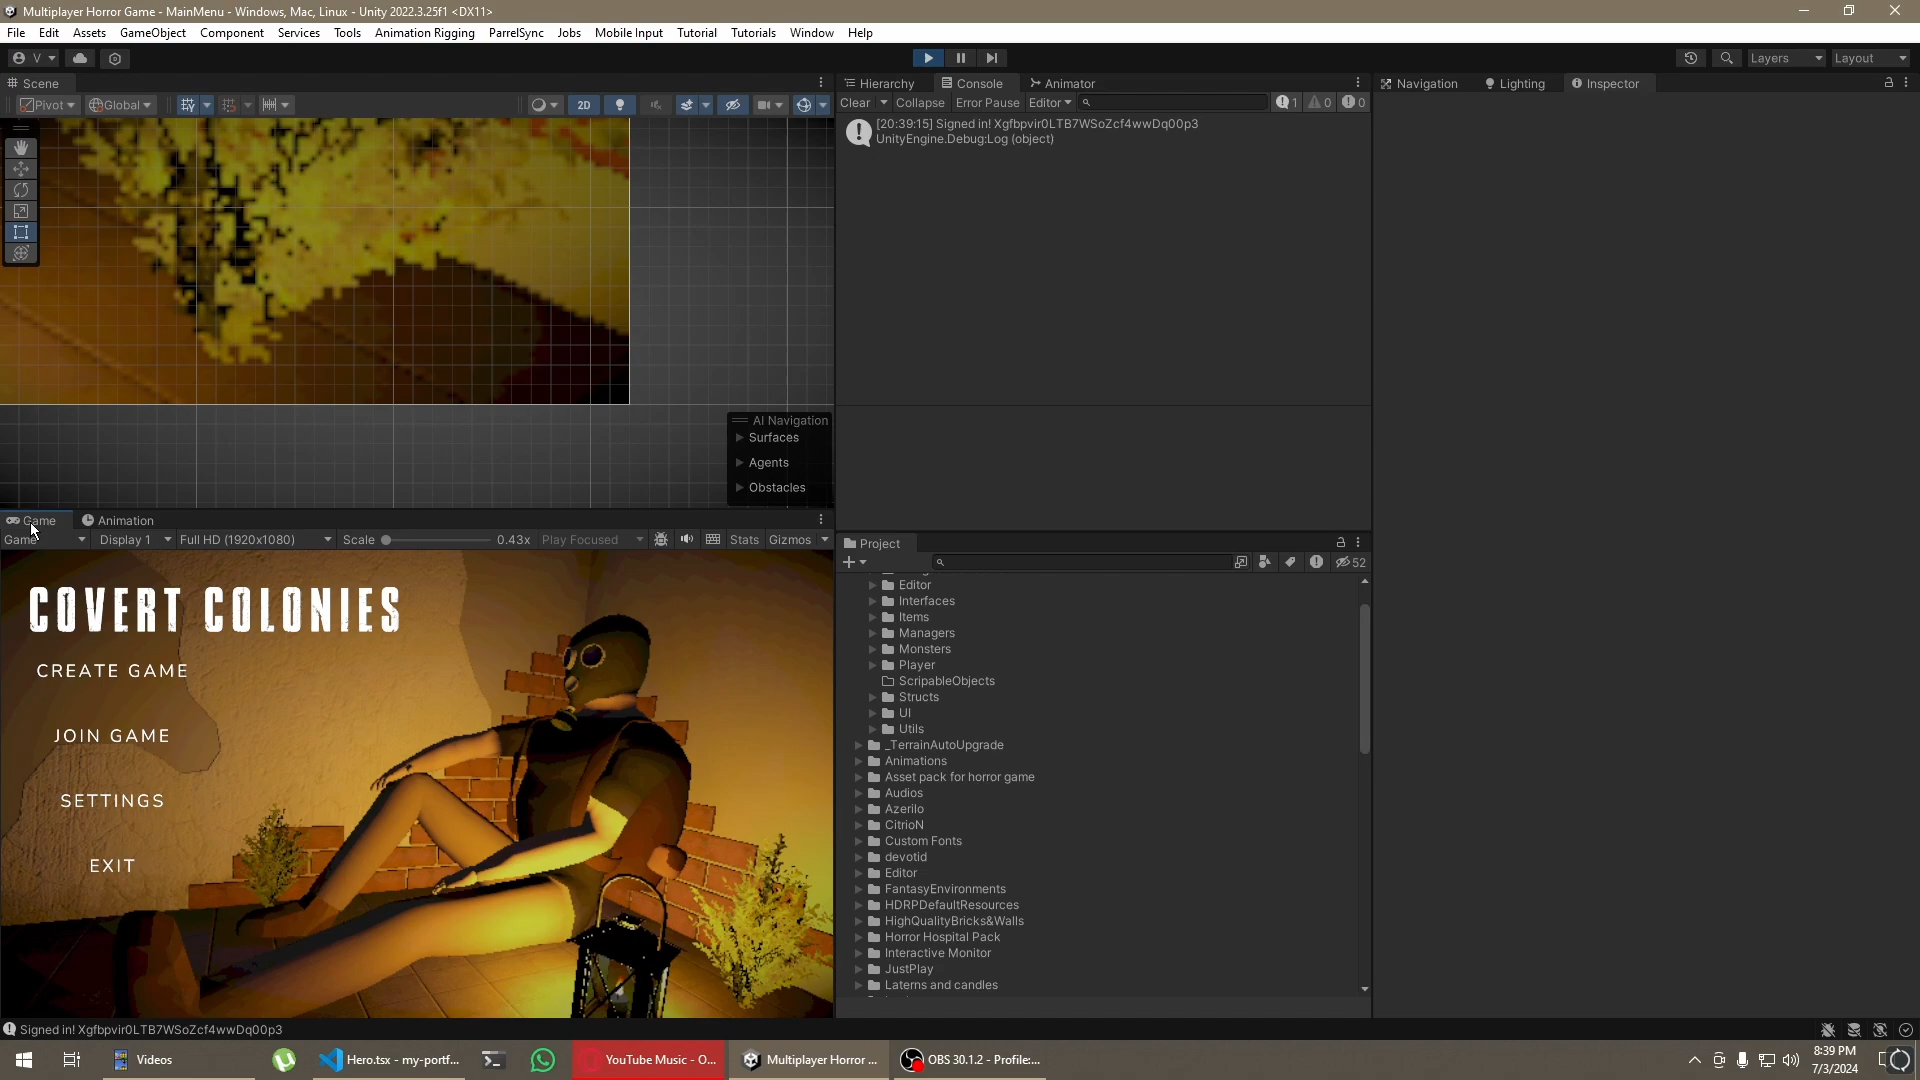 Multiplayer Horror Game - MainMenu - Windows, Mac, Linux - Unity 2022.3.25f1 <DX11>
File Edit Assets GameObject Component Services Tools Animation Rigging ParrelSync Jobs Mobile Input Tutorial Tutorials Window Help
V Layers Layout
Scene
Pivot Global 2D
AI Navigation
Surfaces
Agents
Obstacles
Hierarchy Console Animator
Clear Collapse Error Pause Editor 1 0 0
[20:39:15] Signed in! Xgfbpvir0LTB7WSoZcf4wwDq00p3
UnityEngine.Debug:Log (object)
Navigation Lighting Inspector
Game Animation
Game Display 1 Full HD (1920x1080) Scale 0.43x Play Focused Stats Gizmos
COVERT COLONIES
CREATE GAME
JOIN GAME
SETTINGS
EXIT
Project
52
Editor
Interfaces
Items
Managers
Monsters
Player
ScripableObjects
Structs
UI
Utils
_TerrainAutoUpgrade
Animations
Asset pack for horror game
Audios
Azerilo
CitrioN
Custom Fonts
devotid
Editor
FantasyEnvironments
HDRPDefaultResources
HighQualityBricks&Walls
Horror Hospital Pack
Interactive Monitor
JustPlay
Laterns and candles
Signed in! Xgfbpvir0LTB7WSoZcf4wwDq00p3
Videos Hero.tsx - my-portf... YouTube Music - O... Multiplayer Horror ... OBS 30.1.2 - Profile:...
8:39 PM
7/3/2024